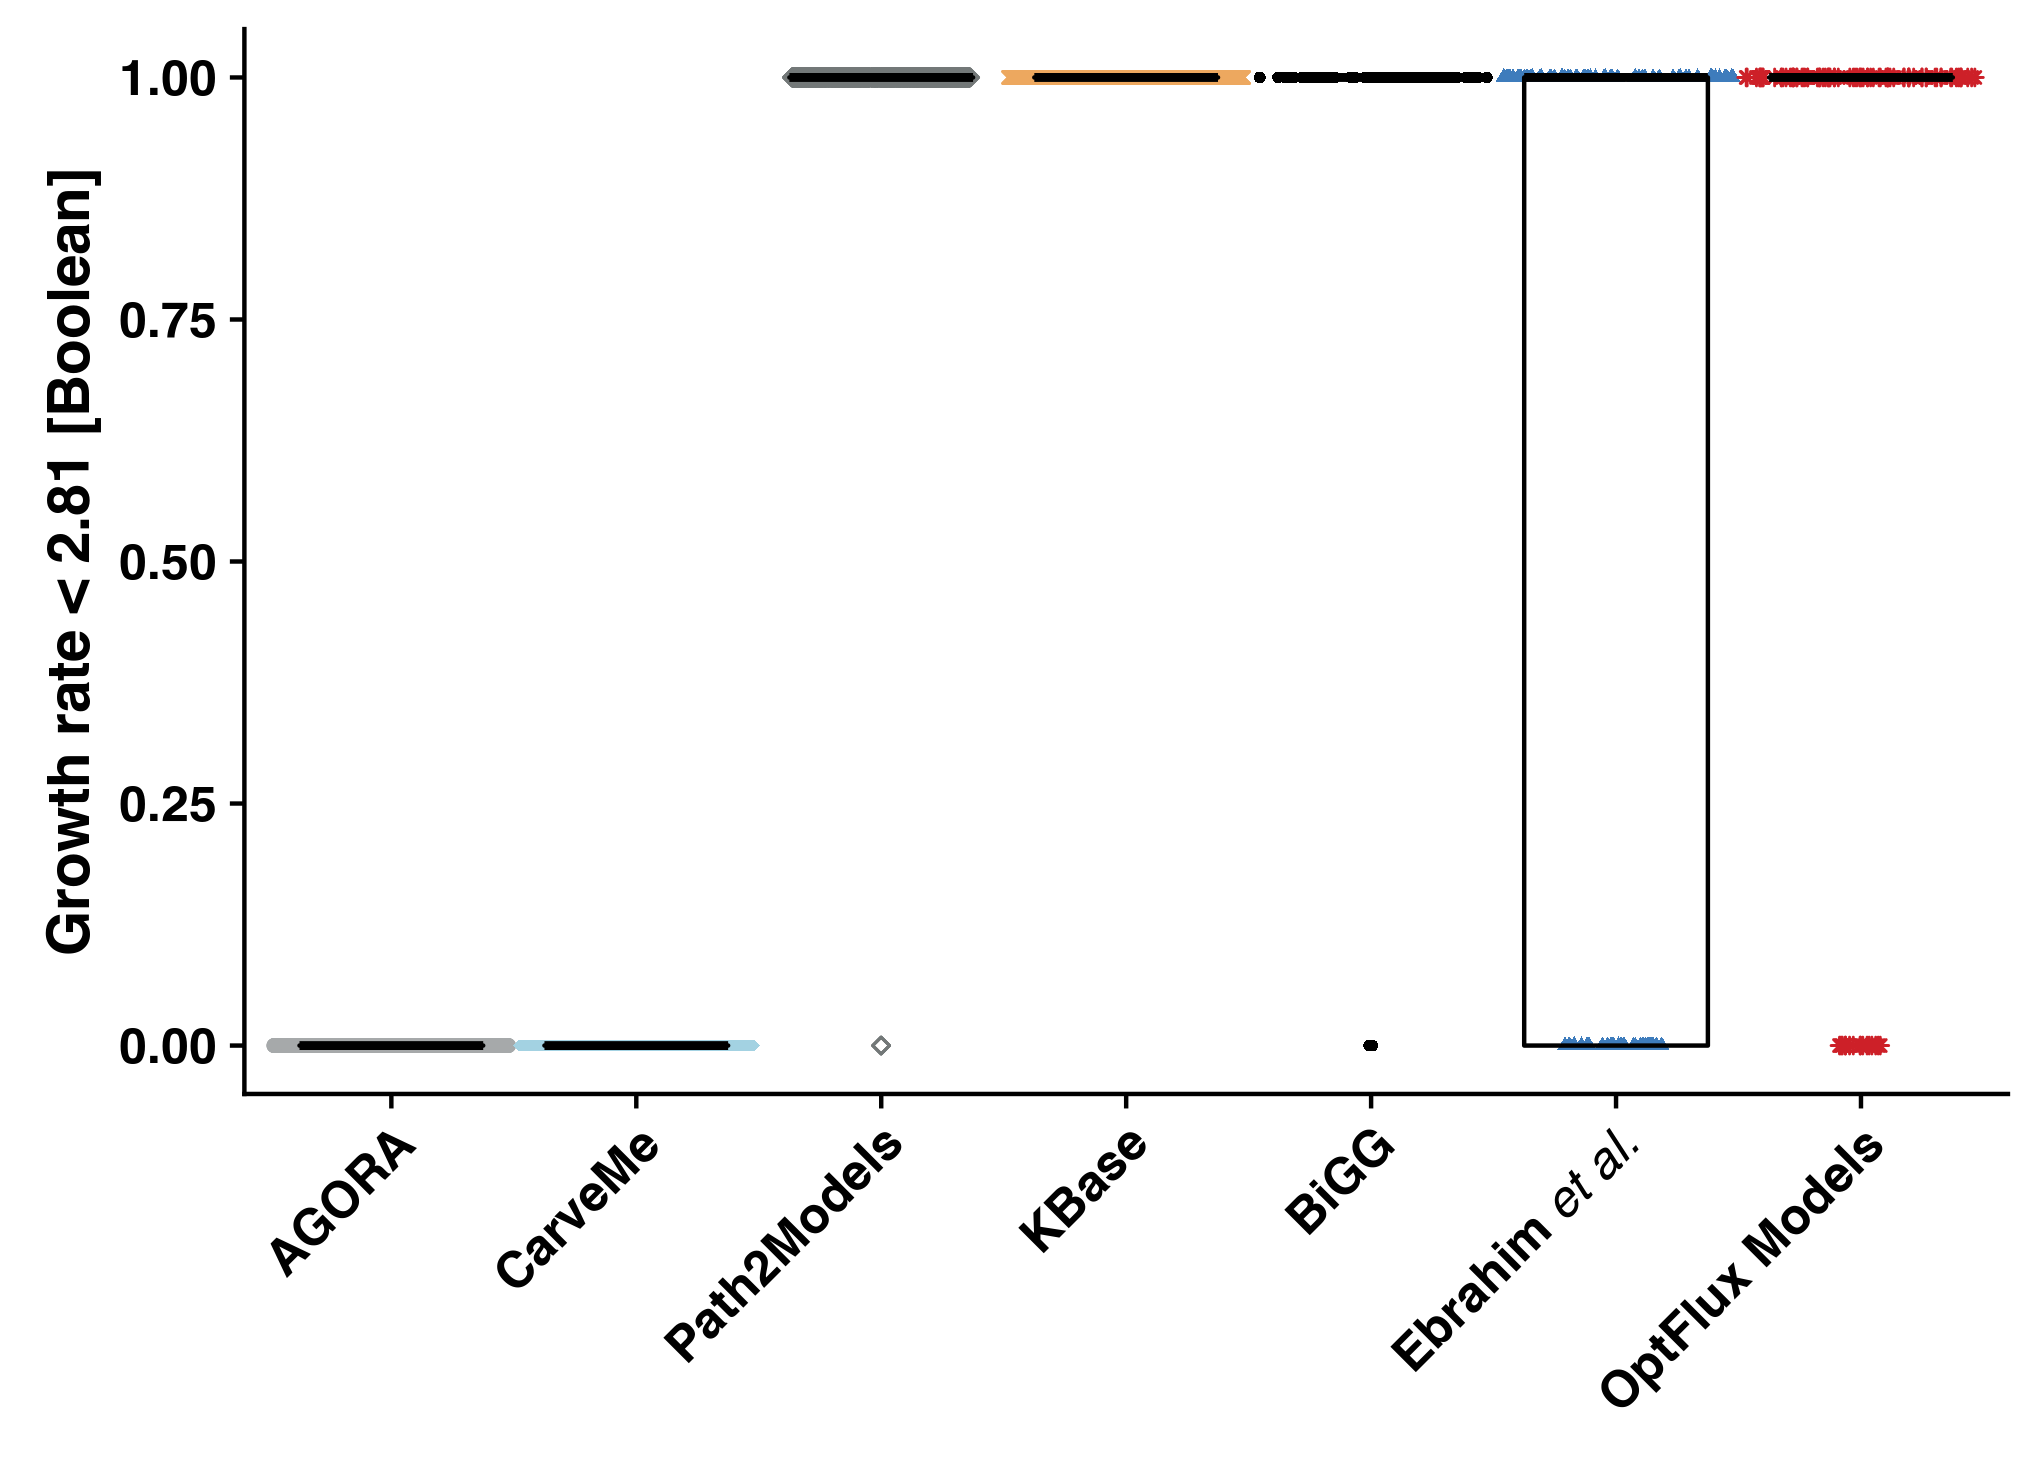 Growth rate < 2.81 [Boolean]
1.00
0.75
0.50
0.25
0.00
AGORA
CarveMe
Path2Models
KBase
BiGG
Ebrahim et al.
OptFlux Models